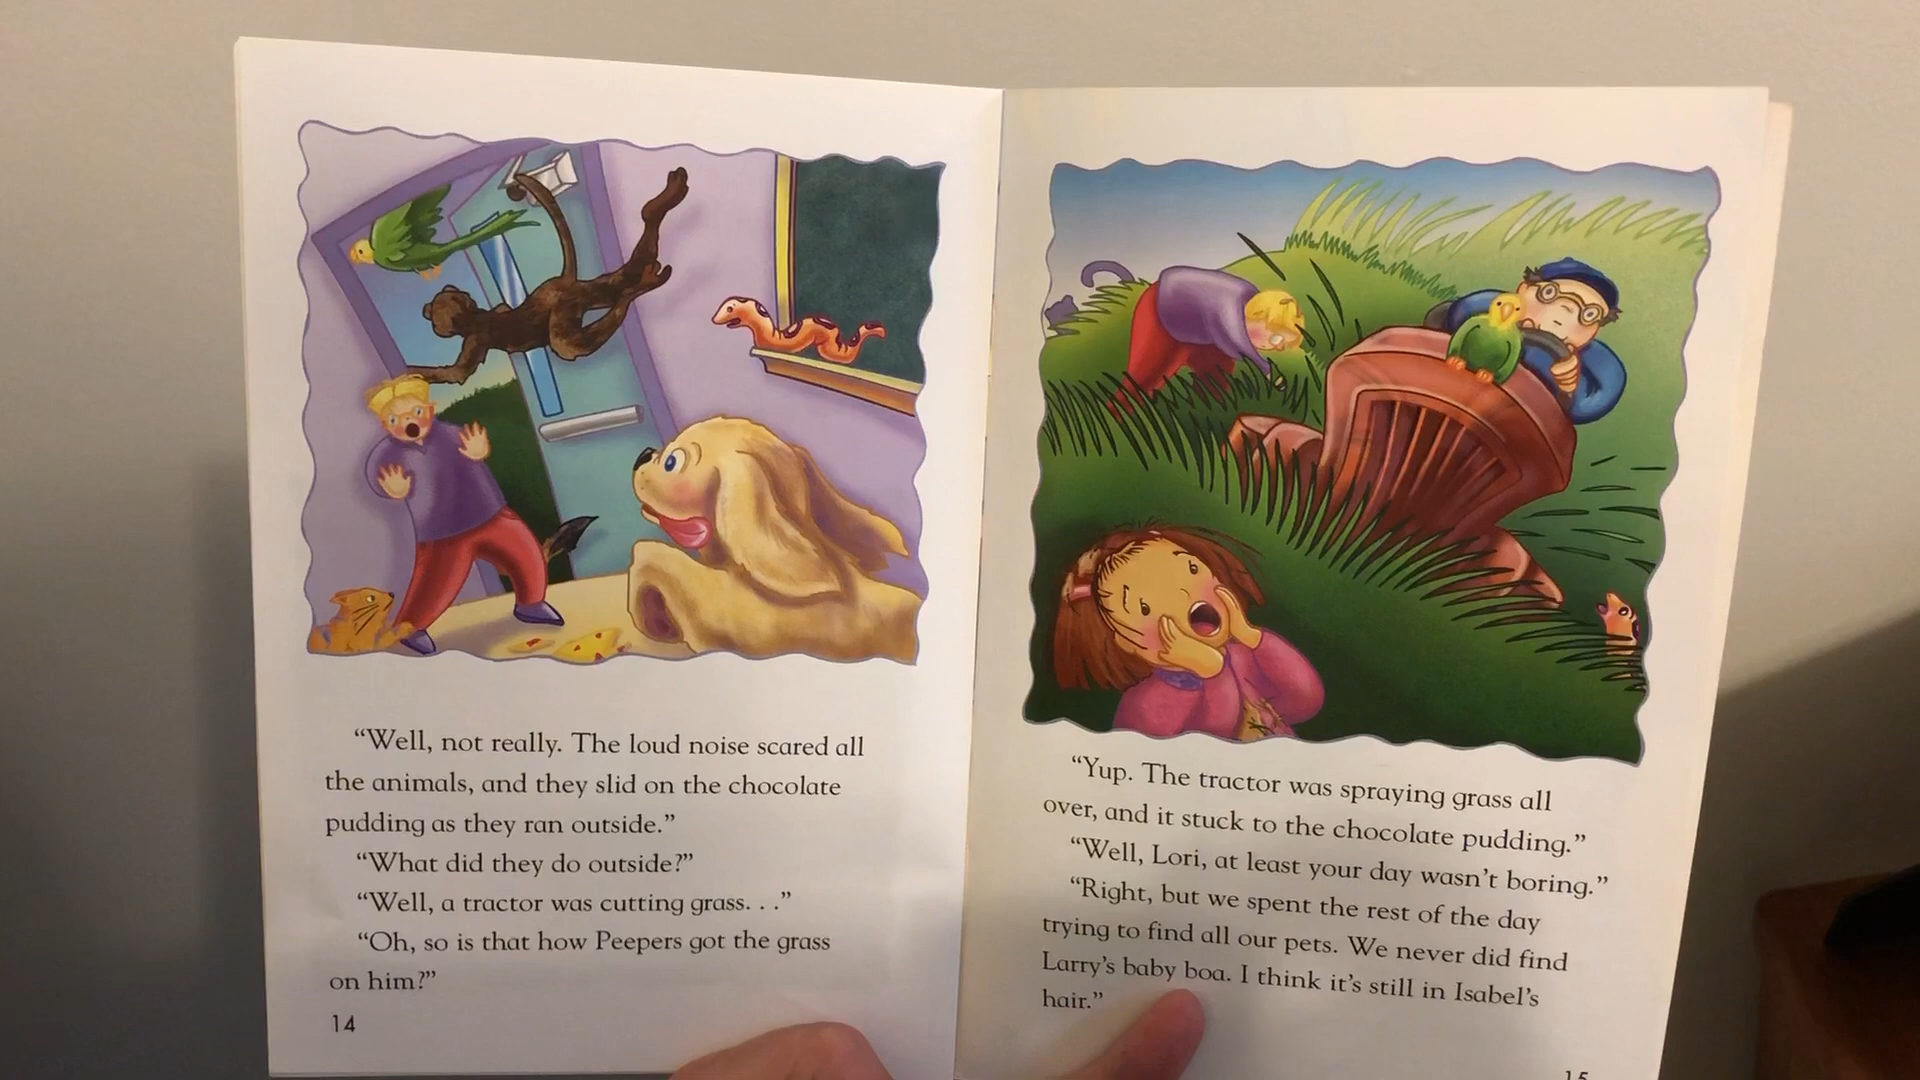 “Well, not really. The loud noise scared all
the animals, and they slid on the chocolate
pudding as they ran outside.”
“What did they do outside?”
“Well, a tractor was cutting grass. . .”
“Oh, so is that how Peepers got the grass
on him?”
14
“Yup. The tractor was spraying grass all
over, and it stuck to the chocolate pudding.”
“Well, Lori, at least your day wasn’t boring.”
“Right, but we spent the rest of the day
trying to find all our pets. We never did find
Larry’s baby boa. I think it’s still in Isabel’s
hair.”
15